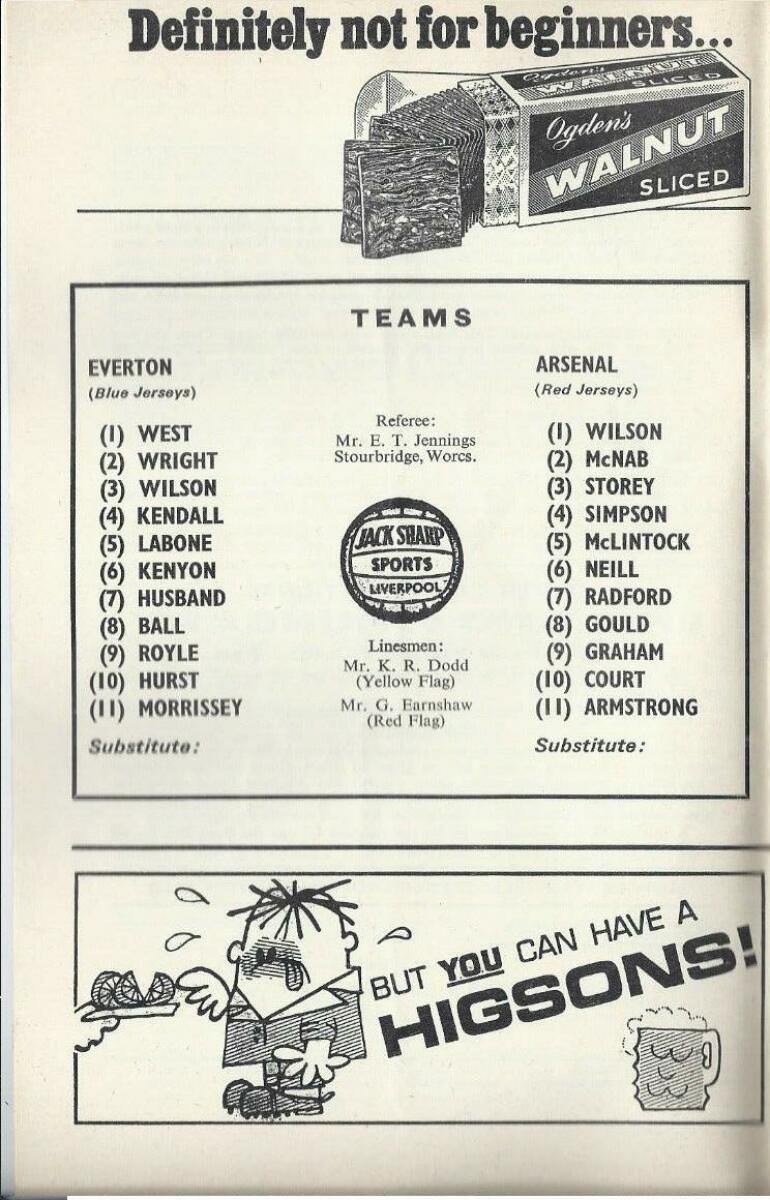 Definitely not for beginners...
Ogden's
WALNUT
SLICED
Ogden's
WALNUT
SLICED
TEAMS
EVERTON
(Blue Jerseys)
(1) WEST
(2) WRIGHT
(3) WILSON
(4) KENDALL
(5) LABONE
(6) KENYON
(7) HUSBAND
(8) BALL
(9) ROYLE
(10) HURST
(11) MORRISSEY
Substitute:
Referee:
Mr. E. T. Jennings
Stourbridge, Worcs.
JACK SHARP
SPORTS
LIVERPOOL
Linesmen:
Mr. K. R. Dodd
(Yellow Flag)
Mr. G. Earnshaw
(Red Flag)
ARSENAL
(Red Jerseys)
(1) WILSON
(2) McNAB
(3) STOREY
(4) SIMPSON
(5) McLINTOCK
(6) NEILL
(7) RADFORD
(8) GOULD
(9) GRAHAM
(10) COURT
(11) ARMSTRONG
Substitute:
BUT YOU CAN HAVE A
HIGSONS!